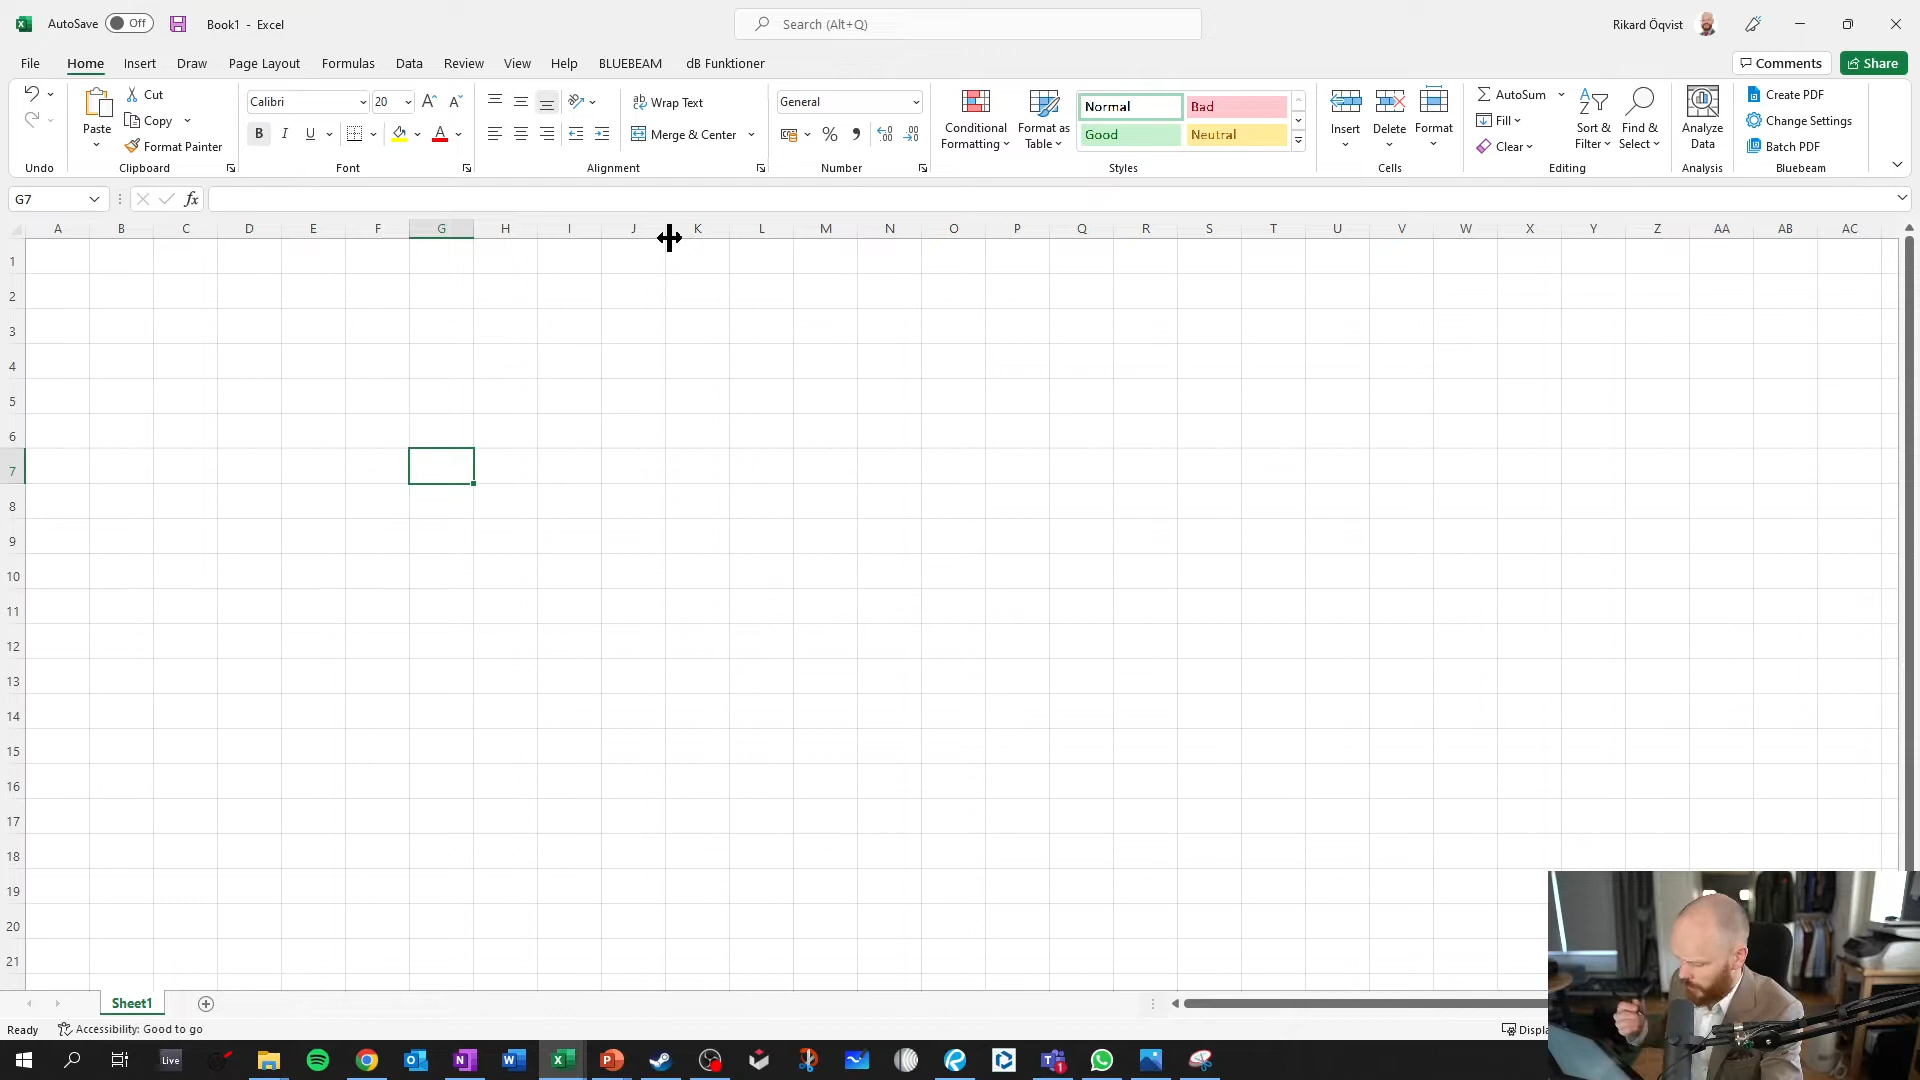 AutoSave Off Book1 - Excel Search (Alt+Q) Rikard Öqvist
File Home Insert Draw Page Layout Formulas Data Review View Help BLUEBEAM dB Funktioner Comments Share
Paste Cut Copy Format Painter
Calibri 20 B I U A
ab Wrap Text Merge & Center
General % 9
Conditional Formatting Format as Table
Normal Bad
Good Neutral
Insert Delete Format
AutoSum Fill Clear
Sort & Filter Find & Select
Analyze Data
Create PDF
Change Settings
Batch PDF
Undo Clipboard Font Alignment Number Styles Cells Editing Analysis Bluebeam
G7 fx
A B C D E F G H I J K L M N O P Q R S T U V W X Y Z AA AB AC
1
2
3
4
5
6
7
8
9
10
11
12
13
14
15
16
17
18
19
20
21
Sheet1
Ready Accessibility: Good to go Displ
Live